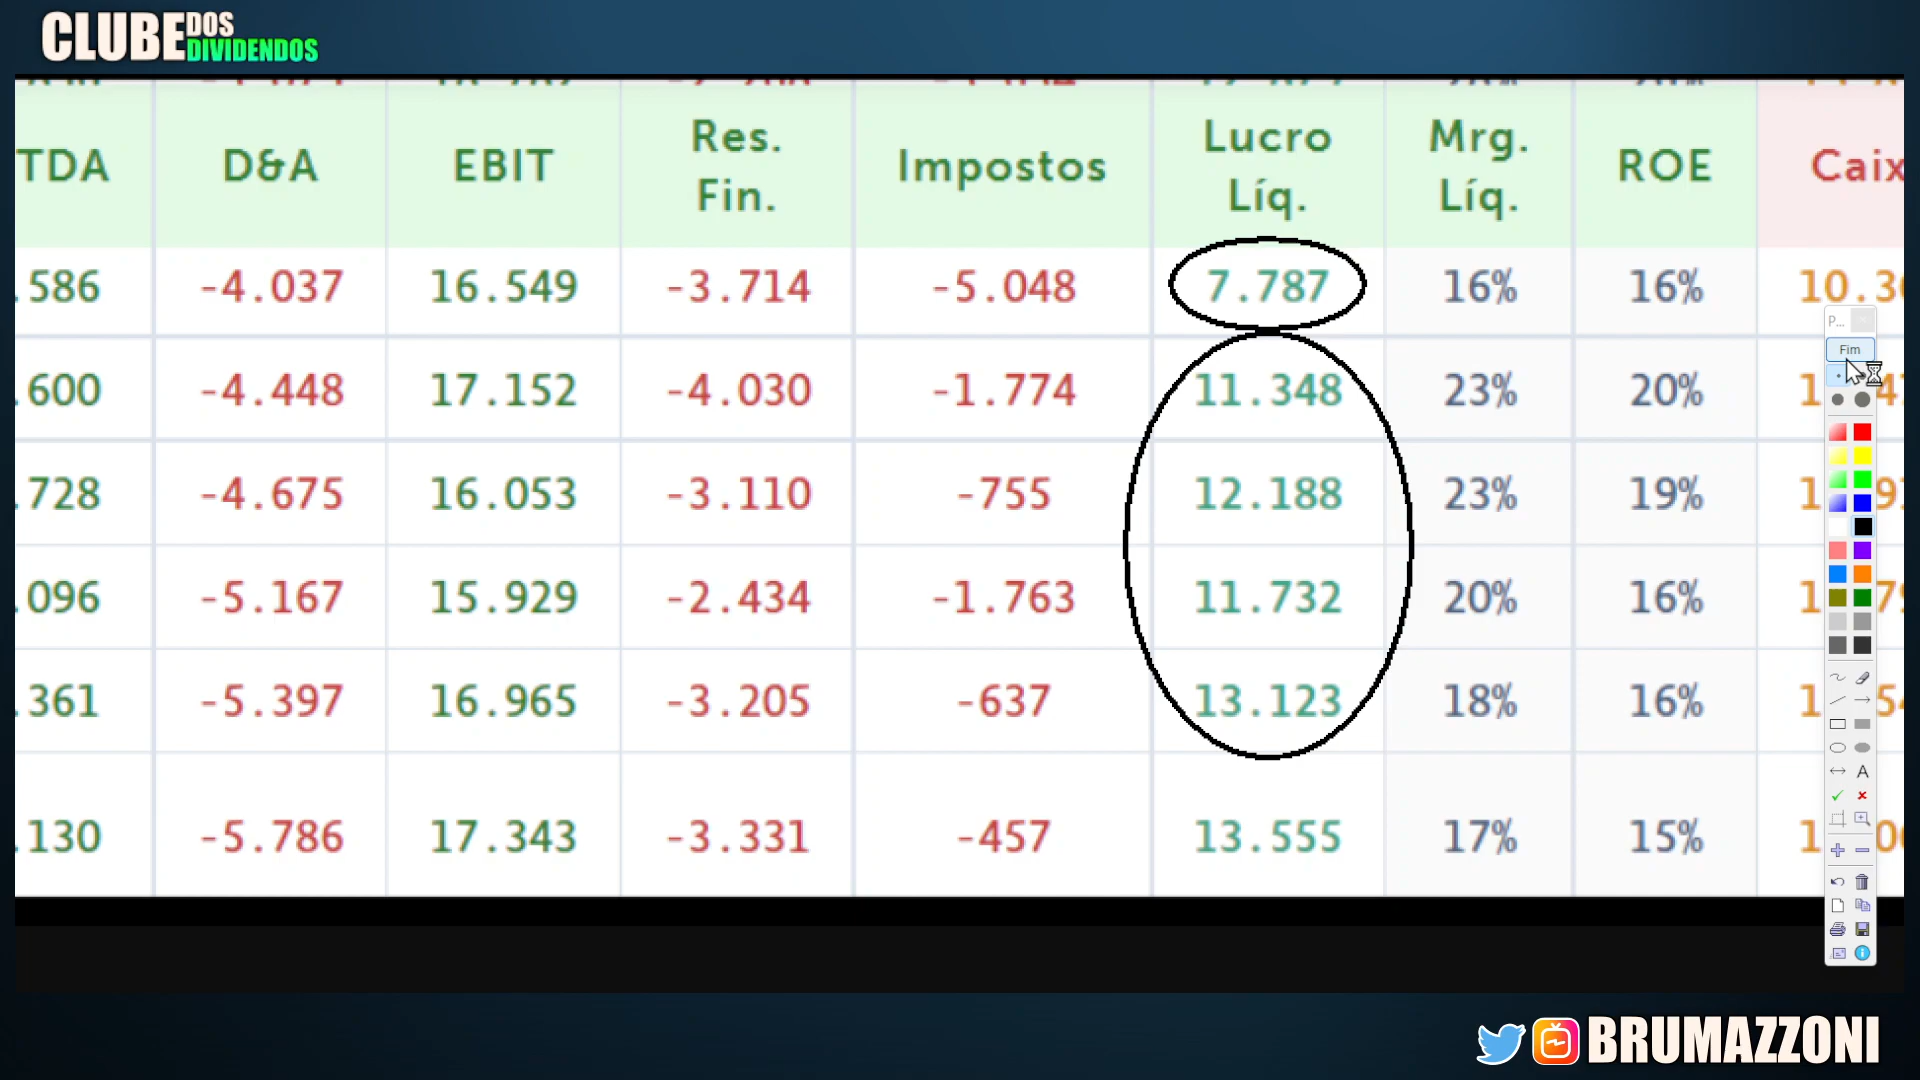 CLUBE DOS DIVIDENDOS
TDA D&A EBIT Res. Fin. Impostos Lucro Líq. Mrg. Líq. ROE Caix
.586 -4.037 16.549 -3.714 -5.048 7.787 16% 16% 10.3
.600 -4.448 17.152 -4.030 -1.774 11.348 23% 20%
.728 -4.675 16.053 -3.110 -755 12.188 23% 19%
.096 -5.167 15.929 -2.434 -1.763 11.732 20% 16%
.361 -5.397 16.965 -3.205 -637 13.123 18% 16%
.130 -5.786 17.343 -3.331 -457 13.555 17% 15%
P...
Fim
A
BRUMAZZONI